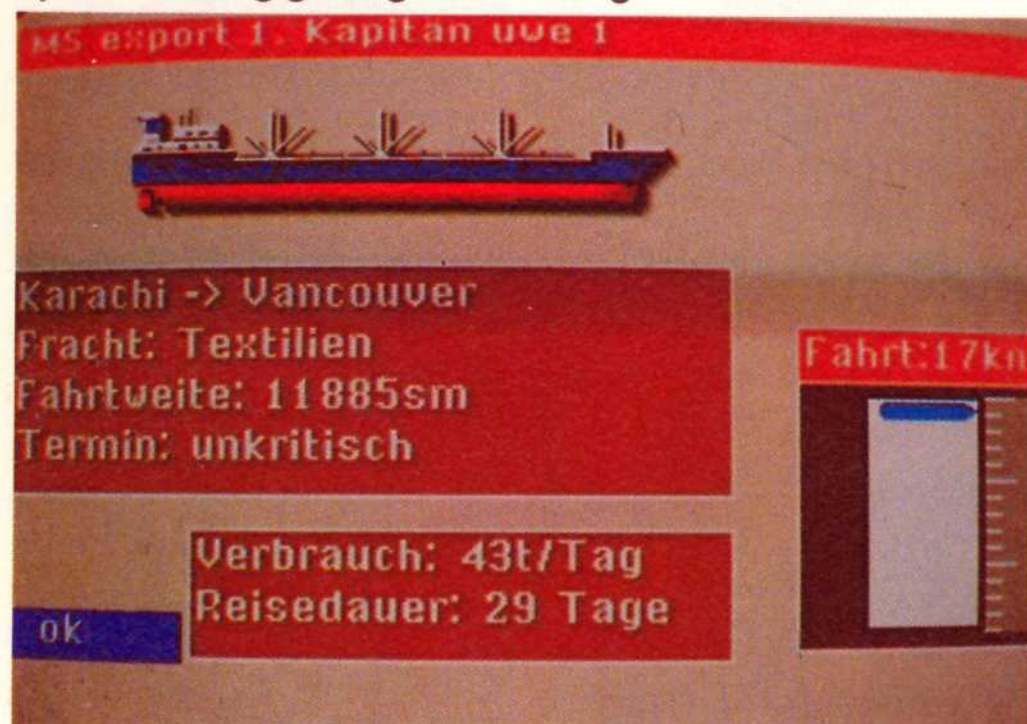 MS export 1. Kapitän uwe 1
Karachi -> Vancouver
Fracht: Textilien
Fahrtweite: 11885sm
Termin: unkritisch
Fahrt:17kn
Verbrauch: 43t/Tag
Reisedauer: 29 Tage
ok